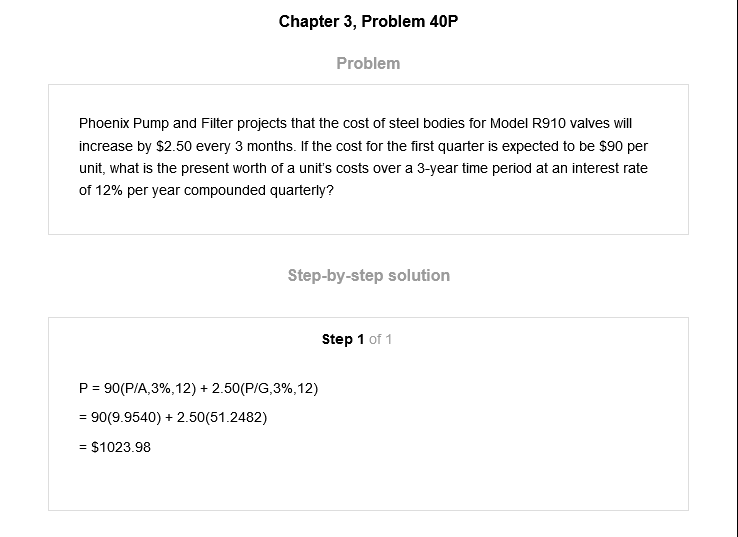 Chapter 3, Problem 40P
Problem
Phoenix Pump and Filter projects that the cost of steel bodies for Model R910 valves will
increase by $2.50 every 3 months. If the cost for the first quarter is expected to be $90 per
unit, what is the present worth of a unit's costs over a 3-year time period at an interest rate
of 12% per year compounded quarterly?
Step-by-step solution
Step 1 of 1
P = 90(P/A,3%,12) + 2.50(P/G,3%,12)
= 90(9.9540) + 2.50(51.2482)
= $1023.98